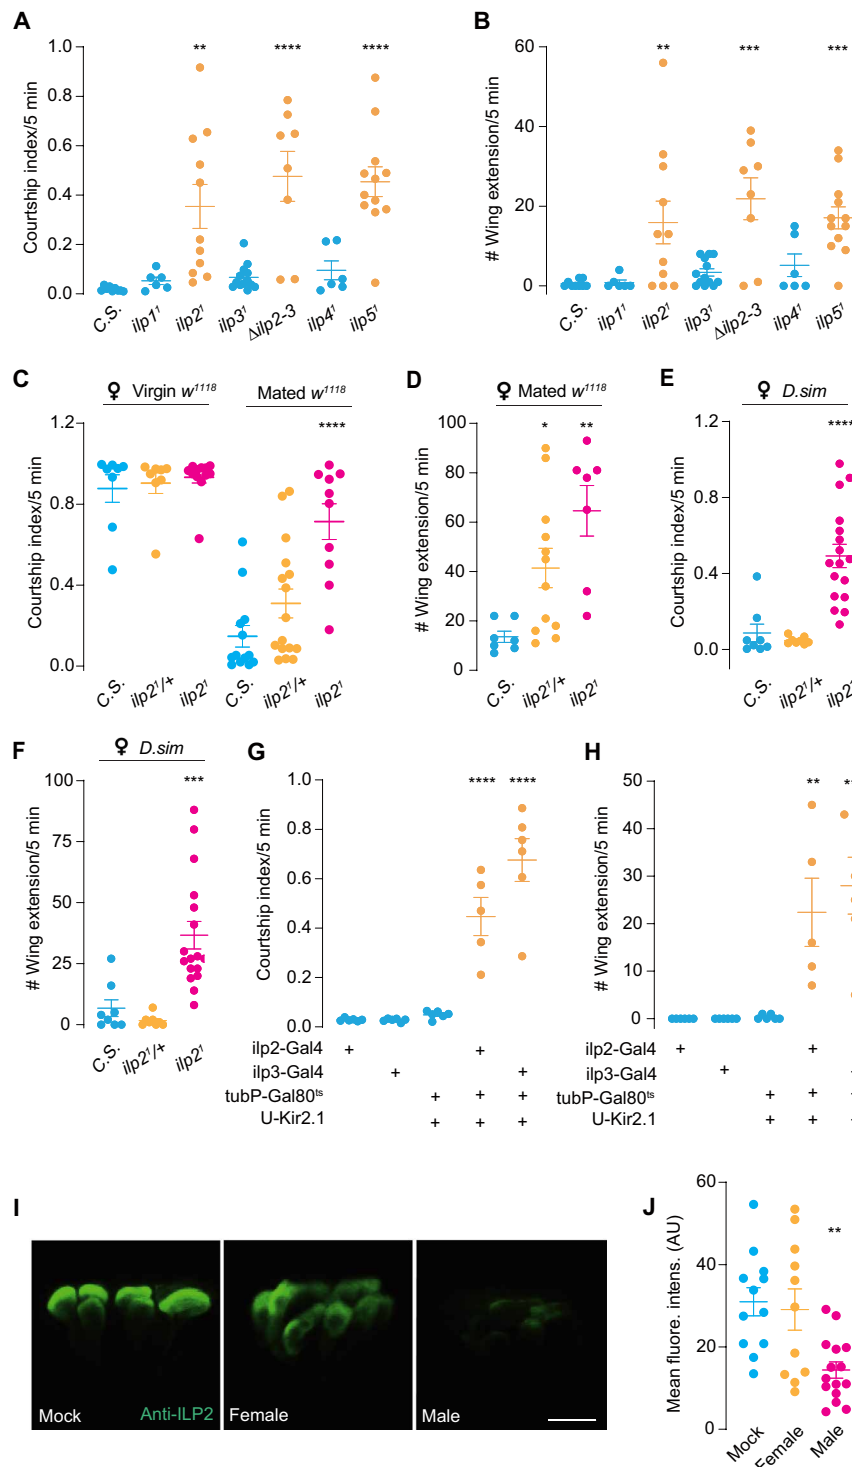 A
Courtship index/5 min
1.0
0.8
0.6
0.4
0.2
0.0
** **** ****
C.S. ilp1¹ ilp2¹ ilp3¹ Δilp2-3 ilp4¹ ilp5¹
B
# Wing extension/5 min
60
40
20
0
** *** ***
C.S. ilp1¹ ilp2¹ ilp3¹ Δilp2-3 ilp4¹ ilp5¹
C
♀ Virgin w¹¹¹⁸ Mated w¹¹¹⁸
Courtship index/5 min
1.2
0.8
0.4
0.0
****
C.S. ilp2¹/+ ilp2¹ C.S. ilp2¹/+ ilp2¹
D
♀ Mated w¹¹¹⁸
# Wing extension/5 min
100
80
60
40
20
0
* **
C.S. ilp2¹/+ ilp2¹
E
♀ D.sim
Courtship index/5 min
1.2
0.8
0.4
0.0
****
C.S. ilp2¹/+ ilp2¹
F
♀ D.sim
# Wing extension/5 min
100
75
50
25
0
***
C.S. ilp2¹/+ ilp2¹
G
Courtship index/5 min
1.0
0.8
0.6
0.4
0.2
0.0
**** ****
ilp2-Gal4 + +
ilp3-Gal4 + +
tubP-Gal80ᵗˢ + + +
U-Kir2.1 + + +
H
# Wing extension/5 min
50
40
30
20
10
0
** **
ilp2-Gal4 + +
ilp3-Gal4 +
tubP-Gal80ᵗˢ + +
U-Kir2.1 + +
I
Mock Anti-ILP2 Female Male
J
Mean fluore. intens. (AU)
60
40
20
0
**
Mock Female Male